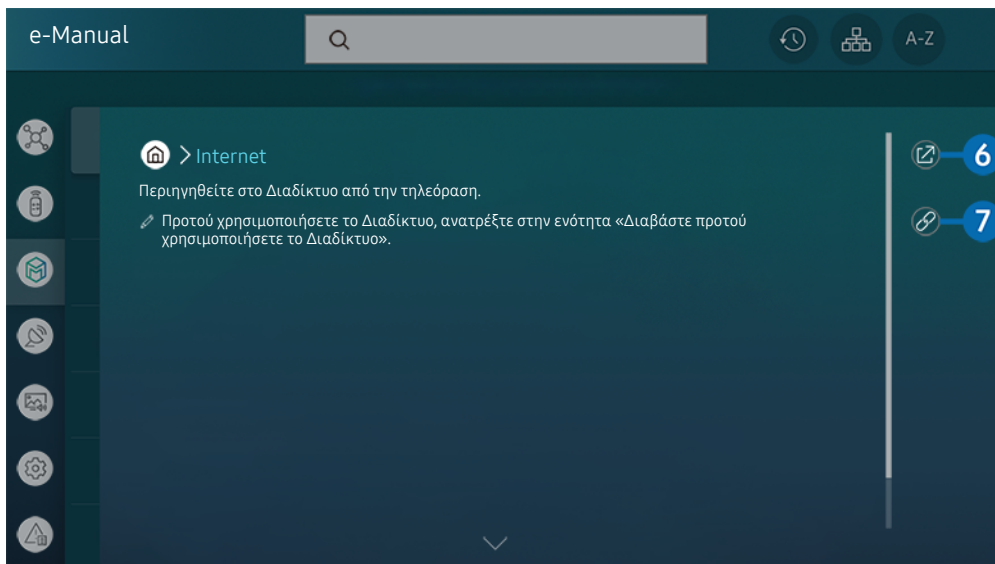 e-Manual
A-Z
> Internet
6
Περιηγηθείτε στο Διαδίκτυο από την τηλεόραση.
Προτού χρησιμοποιήσετε το Διαδίκτυο, ανατρέξτε στην ενότητα «Διαβάστε προτού
χρησιμοποιήσετε το Διαδίκτυο».
7